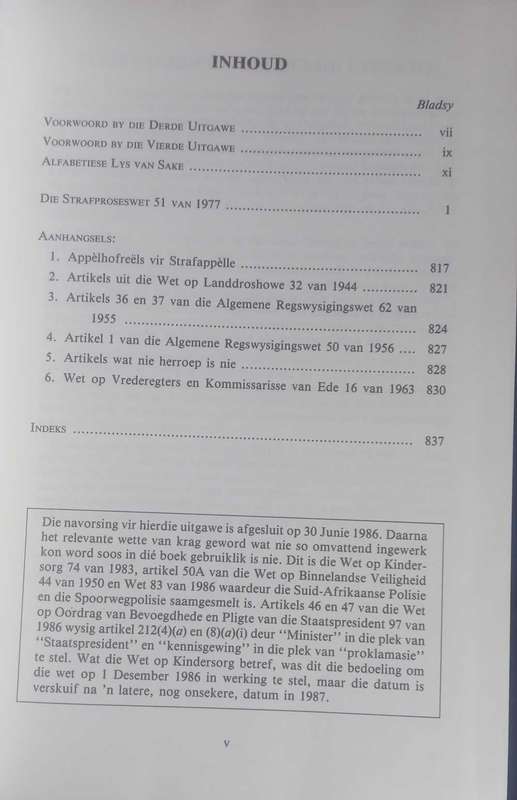 INHOUD
Bladsy
VOORWOORD BY DIE DERDE UITGAWE ........................................ vii
VOORWOORD BY DIE VIERDE UITGAWE ........................................ ix
ALFABETIESE LYS VAN SAKE ........................................ xi
DIE STRAFPROSESWET 51 VAN 1977 ........................................ 1
AANHANGSELS:
1. Appèlhofreëls vir Strafappèlle ........................................ 817
2. Artikels uit die Wet op Landdroshowe 32 van 1944 ............ 821
3. Artikels 36 en 37 van die Algemene Regswysigingswet 62 van
1955 ........................................ 824
4. Artikel 1 van die Algemene Regswysigingswet 50 van 1956 .... 827
5. Artikels wat nie herroep is nie ........................................ 828
6. Wet op Vrederegters en Kommissarisse van Ede 16 van 1963 830
INDEKS ........................................ 837
Die navorsing vir hierdie uitgawe is afgesluit op 30 Junie 1986. Daarna
het relevante wette van krag geword wat nie so omvattend ingewerk
kon word soos in dié boek gebruiklik is nie. Dit is die Wet op Kinder-
sorg 74 van 1983, artikel 50A van die Wet op Binnelandse Veiligheid
44 van 1950 en Wet 83 van 1986 waardeur die Suid-Afrikaanse Polisie
en die Spoorwegpolisie saamgesmelt is. Artikels 46 en 47 van die Wet
op Oordrag van Bevoegdhede en Pligte van die Staatspresident 97 van
1986 wysig artikel 212(4)(a) en (8)(a)(i) deur "Minister" in die plek van
"Staatspresident" en "kennisgewing" in die plek van "proklamasie"
te stel. Wat die Wet op Kindersorg betref, was dit die bedoeling om
die wet op 1 Desember 1986 in werking te stel, maar die datum is
verskuif na 'n latere, nog onsekere, datum in 1987.
v